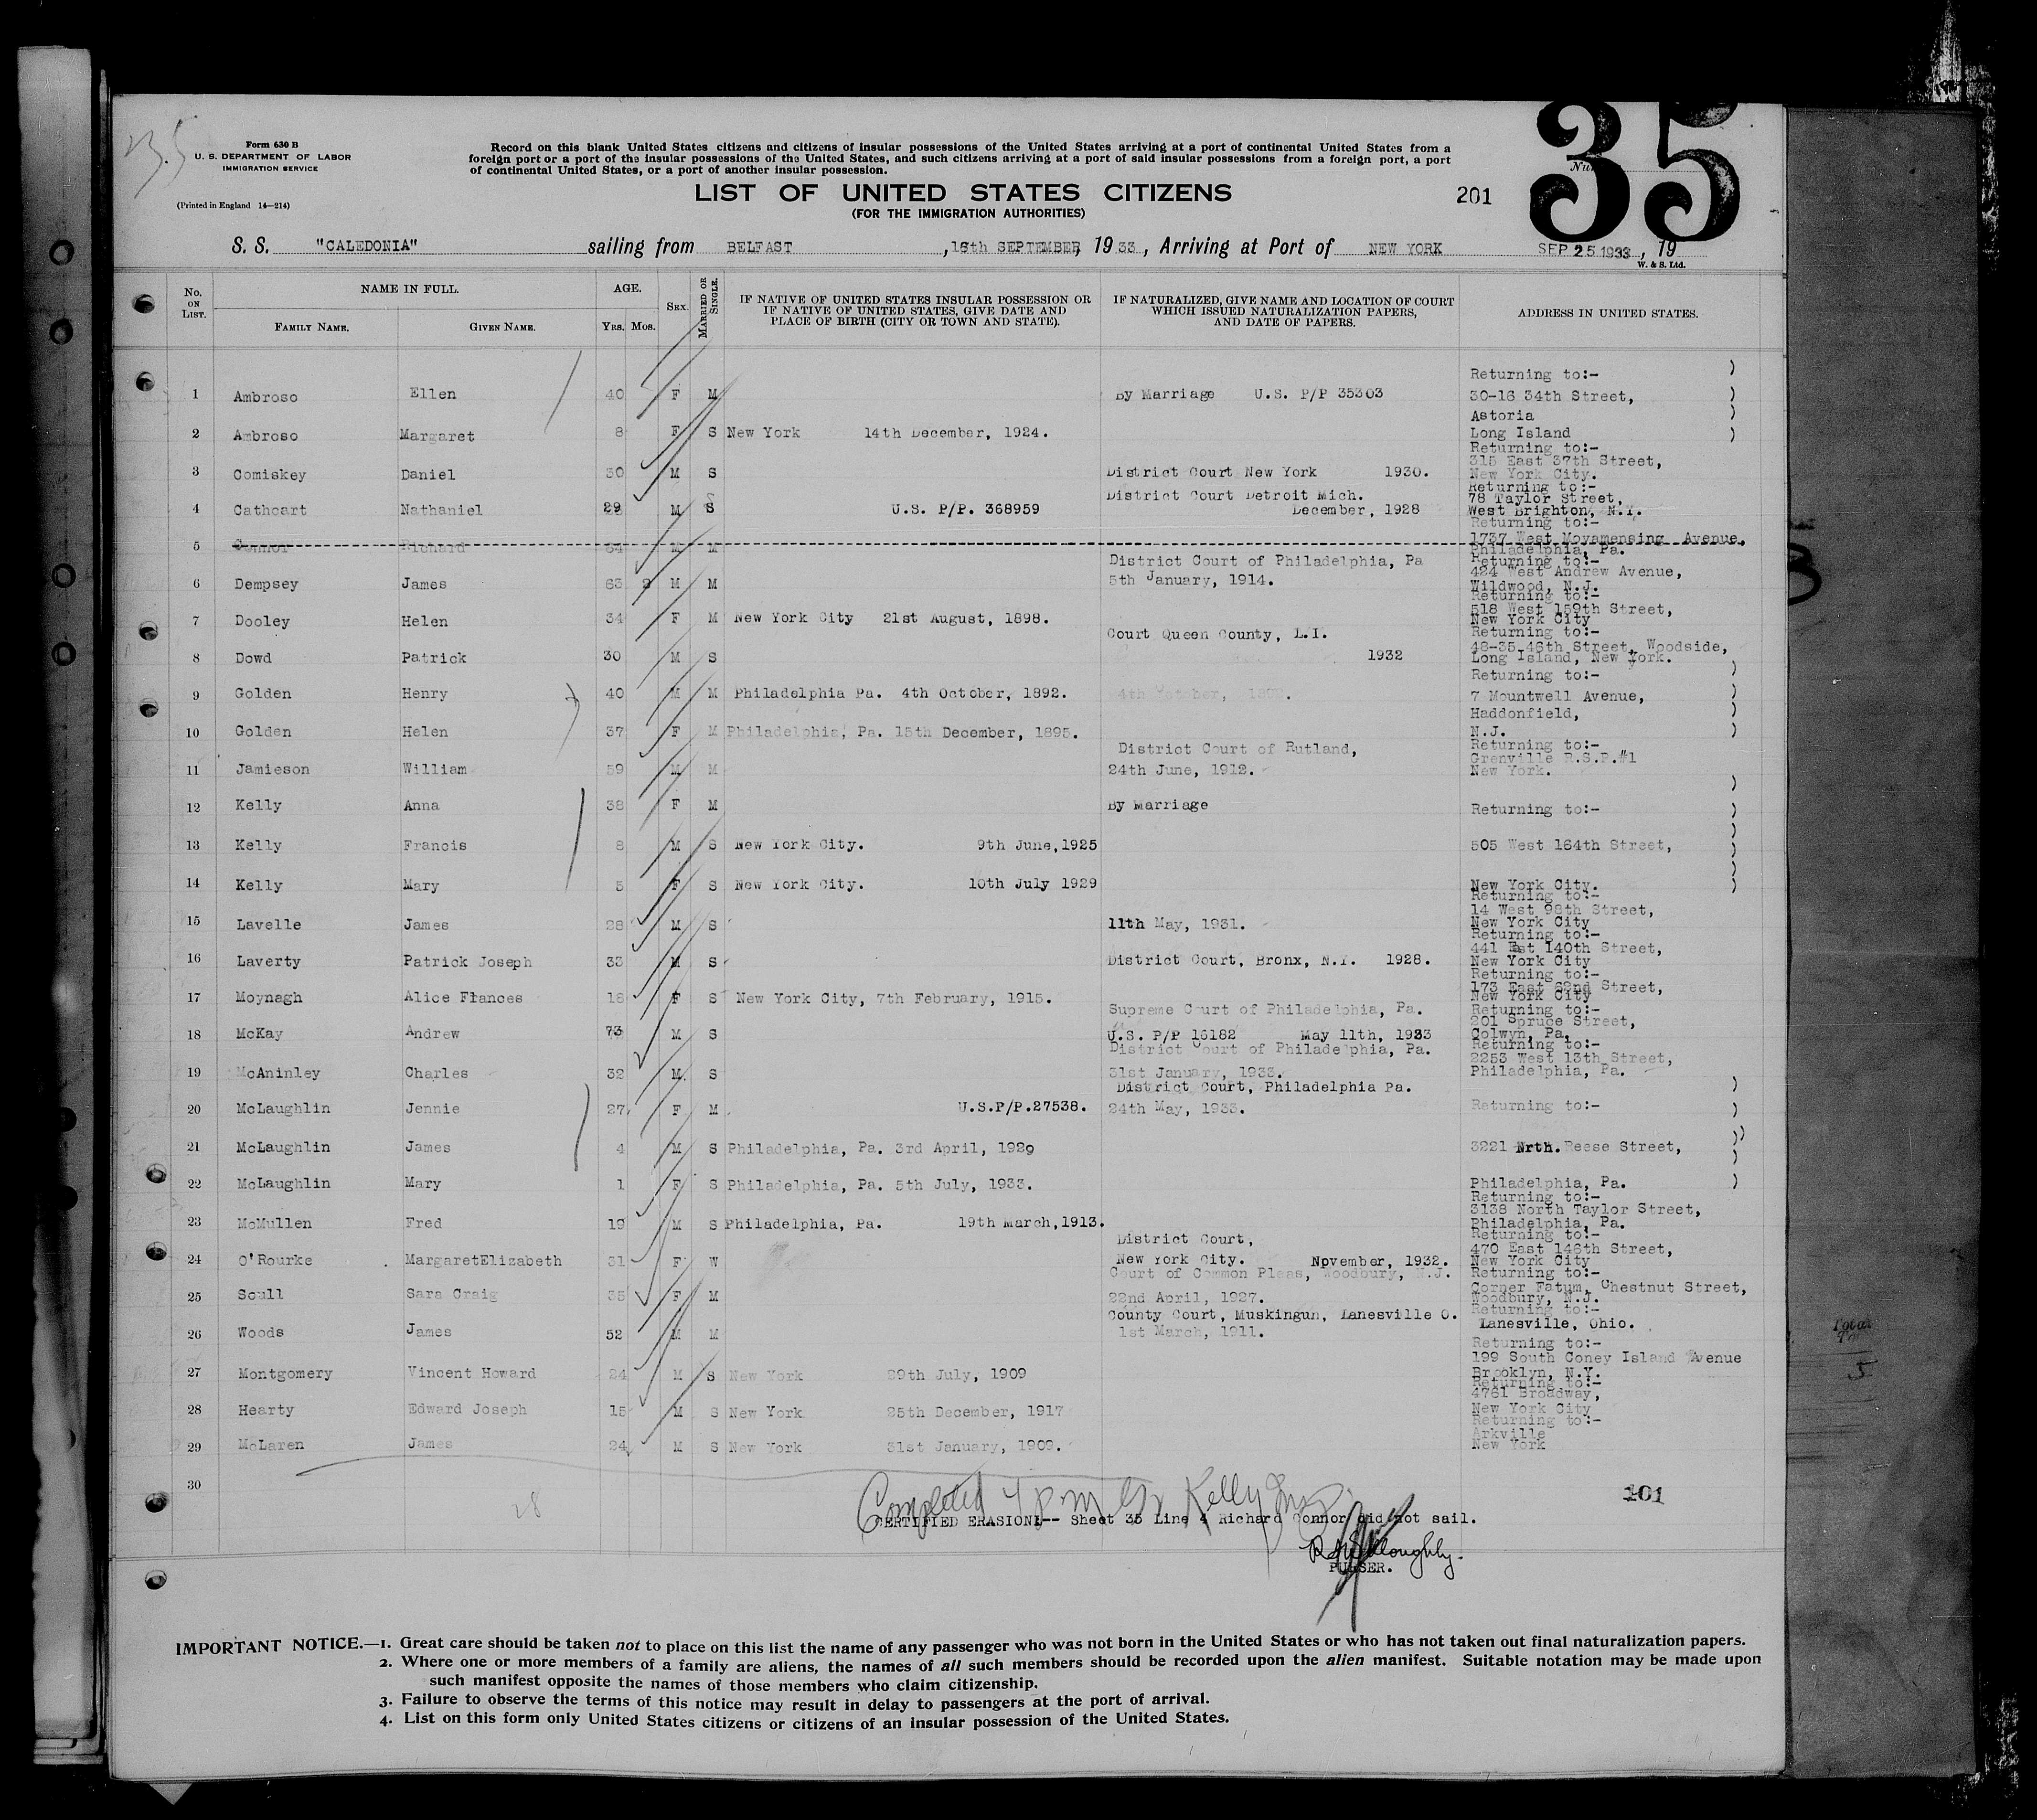 35
Form 630 B
U. S. DEPARTMENT OF LABOR
IMMIGRATION SERVICE
(Printed in England 14—214)
Record on this blank United States citizens and citizens of insular possessions of the United States arriving at a port of continental United States from a
foreign port or a port of the insular possessions of the United States, and such citizens arriving at a port of said insular possessions from a foreign port, a port
of continental United States, or a port of another insular possession.
LIST OF UNITED STATES CITIZENS
(FOR THE IMMIGRATION AUTHORITIES)
201
S. S. "CALEDONIA" sailing from BELFAST, 16th SEPTEMBER, 1933, Arriving at Port of NEW YORK SEP 25 1933, 19
W. & S. Ltd.
No. ON LIST. NAME IN FULL. AGE. SEX. MARRIED OR SINGLE. IF NATIVE OF UNITED STATES INSULAR POSSESSION OR IF NATIVE OF UNITED STATES, GIVE DATE AND PLACE OF BIRTH (CITY OR TOWN AND STATE). IF NATURALIZED, GIVE NAME AND LOCATION OF COURT WHICH ISSUED NATURALIZATION PAPERS, AND DATE OF PAPERS. ADDRESS IN UNITED STATES.
FAMILY NAME. GIVEN NAME. YRS. MOS.
Returning to:-
1 Ambroso Ellen 40 F M By Marriage U.S. P/P 35303 30-16 34th Street,
Astoria
2 Ambroso Margaret 8 F S New York 14th December, 1924. Long Island
Returning to:-
315 East 37th Street,
3 Comiskey Daniel 30 M S District Court New York 1930. New York City.
Returning to:-
District Court Detroit Mich. 78 Taylor Street,
4 Cathcart Nathaniel 29 M S U.S. P/P. 368959 December, 1928 West Brighton, N.Y.
Returning to:-
5 Connor Richard 34 M M 1737 West Moyamensing Avenue,
Philadelphia, Pa.
District Court of Philadelphia, Pa Returning to:-
424 West Andrew Avenue,
6 Dempsey James 63 M M 5th January, 1914. Wildwood, N.J.
Returning to:-
518 West 159th Street,
7 Dooley Helen 34 F M New York City 21st August, 1898. New York City
Court Queen County, L.I. Returning to:-
48-35 46th Street, Woodside,
8 Dowd Patrick 30 M S 1932 Long Island, New York.
Returning to:-
9 Golden Henry 40 M M Philadelphia Pa. 4th October, 1892. 7 Mountwell Avenue,
Haddonfield,
10 Golden Helen 37 F M Philadelphia, Pa. 15th December, 1895. N.J.
District Court of Rutland, Returning to:-
Grenville R.S.P.#1
11 Jamieson William 59 M M 24th June, 1912. New York.
12 Kelly Anna 38 F M By Marriage Returning to:-
13 Kelly Francis 8 M S New York City. 9th June, 1925 505 West 164th Street,
14 Kelly Mary 5 F S New York City. 10th July 1929 New York City.
Returning to:-
14 West 98th Street,
15 Lavelle James 28 M S 11th May, 1931. New York City
Returning to:-
441 Est 140th Street,
16 Laverty Patrick Joseph 33 M S District Court, Bronx, N.Y. 1928. New York City
Returning to:-
173 East 62nd Street,
17 Moynagh Alice Frances 18 F S New York City, 7th February, 1915. New York City
Supreme Court of Philadelphia, Pa. Returning to:-
201 Spruce Street,
18 McKay Andrew 73 M S U.S. P/P 16182 May 11th, 1933 Colwyn, Pa.
District Court of Philadelphia, Pa. Returning to:-
2253 West 13th Street,
19 McAninley Charles 32 M S 31st January, 1933. Philadelphia, Pa.
District Court, Philadelphia Pa.
20 McLaughlin Jennie 27 F M U.S.P/P.27538. 24th May, 1933. Returning to:-
21 McLaughlin James 4 M S Philadelphia, Pa. 3rd April, 1929 3221 Nrth. Reese Street,
22 McLaughlin Mary 1 F S Philadelphia, Pa. 5th July, 1933. Philadelphia, Pa.
Returning to:-
3138 North Taylor Street,
23 McMullen Fred 19 M S Philadelphia, Pa. 19th March, 1913. Philadelphia, Pa.
District Court, Returning to:-
470 East 146th Street,
24 O'Rourke MargaretElizabeth 31 F W New York City. November, 1932. New York City
Court of Common Pleas, Woodbury, N.J. Returning to:-
Corner Fatum, Chestnut Street,
25 Scull Sara Craig 35 F M 22nd April, 1927. Woodbury, N.J.
County Court, Muskingun, Lanesville O. Returning to:-
Lanesville, Ohio.
26 Woods James 52 M M 1st March, 1911.
Returning to:-
199 South Coney Island Avenue
27 Montgomery Vincent Howard 24 M S New York 29th July, 1909 Brooklyn, N.Y.
Returning to:-
4761 Broadway,
28 Hearty Edward Joseph 15 M S New York 25th December, 1917 New York City
Returning to:-
Arkville
29 McLaren James 24 M S New York 31st January, 1909. New York
30
28
Completed 4 pm Kelly
201
CERTIFIED ERASION:-- Sheet 35 Line 4 Richard Connor did not sail.
PURSER.
IMPORTANT NOTICE.—1. Great care should be taken not to place on this list the name of any passenger who was not born in the United States or who has not taken out final naturalization papers.
2. Where one or more members of a family are aliens, the names of all such members should be recorded upon the alien manifest. Suitable notation may be made upon
such manifest opposite the names of those members who claim citizenship.
3. Failure to observe the terms of this notice may result in delay to passengers at the port of arrival.
4. List on this form only United States citizens or citizens of an insular possession of the United States.